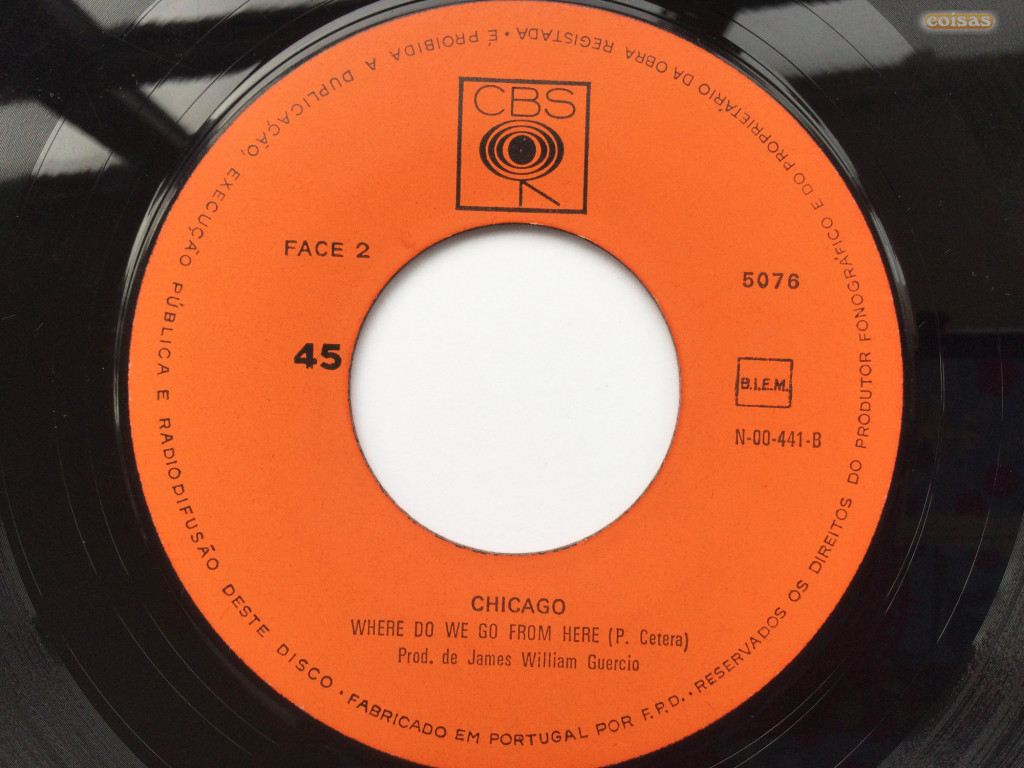 coisas
CBS
FACE 2
5076
45
B.I.E.M.
N-00-441-B
CHICAGO
WHERE DO WE GO FROM HERE (P. Cetera)
Prod. de James William Guercio
FABRICADO EM PORTUGAL POR F.P.D. • RESERVADOS OS DIREITOS DO PRODUTOR FONOGRAFICO E DO PROPRIETÁRIO DA OBRA REGISTADA • É PROIBIDA A DUPLICAÇÃO, EXECUÇÃO PÚBLICA E RADIODIFUSÃO DESTE DISCO •